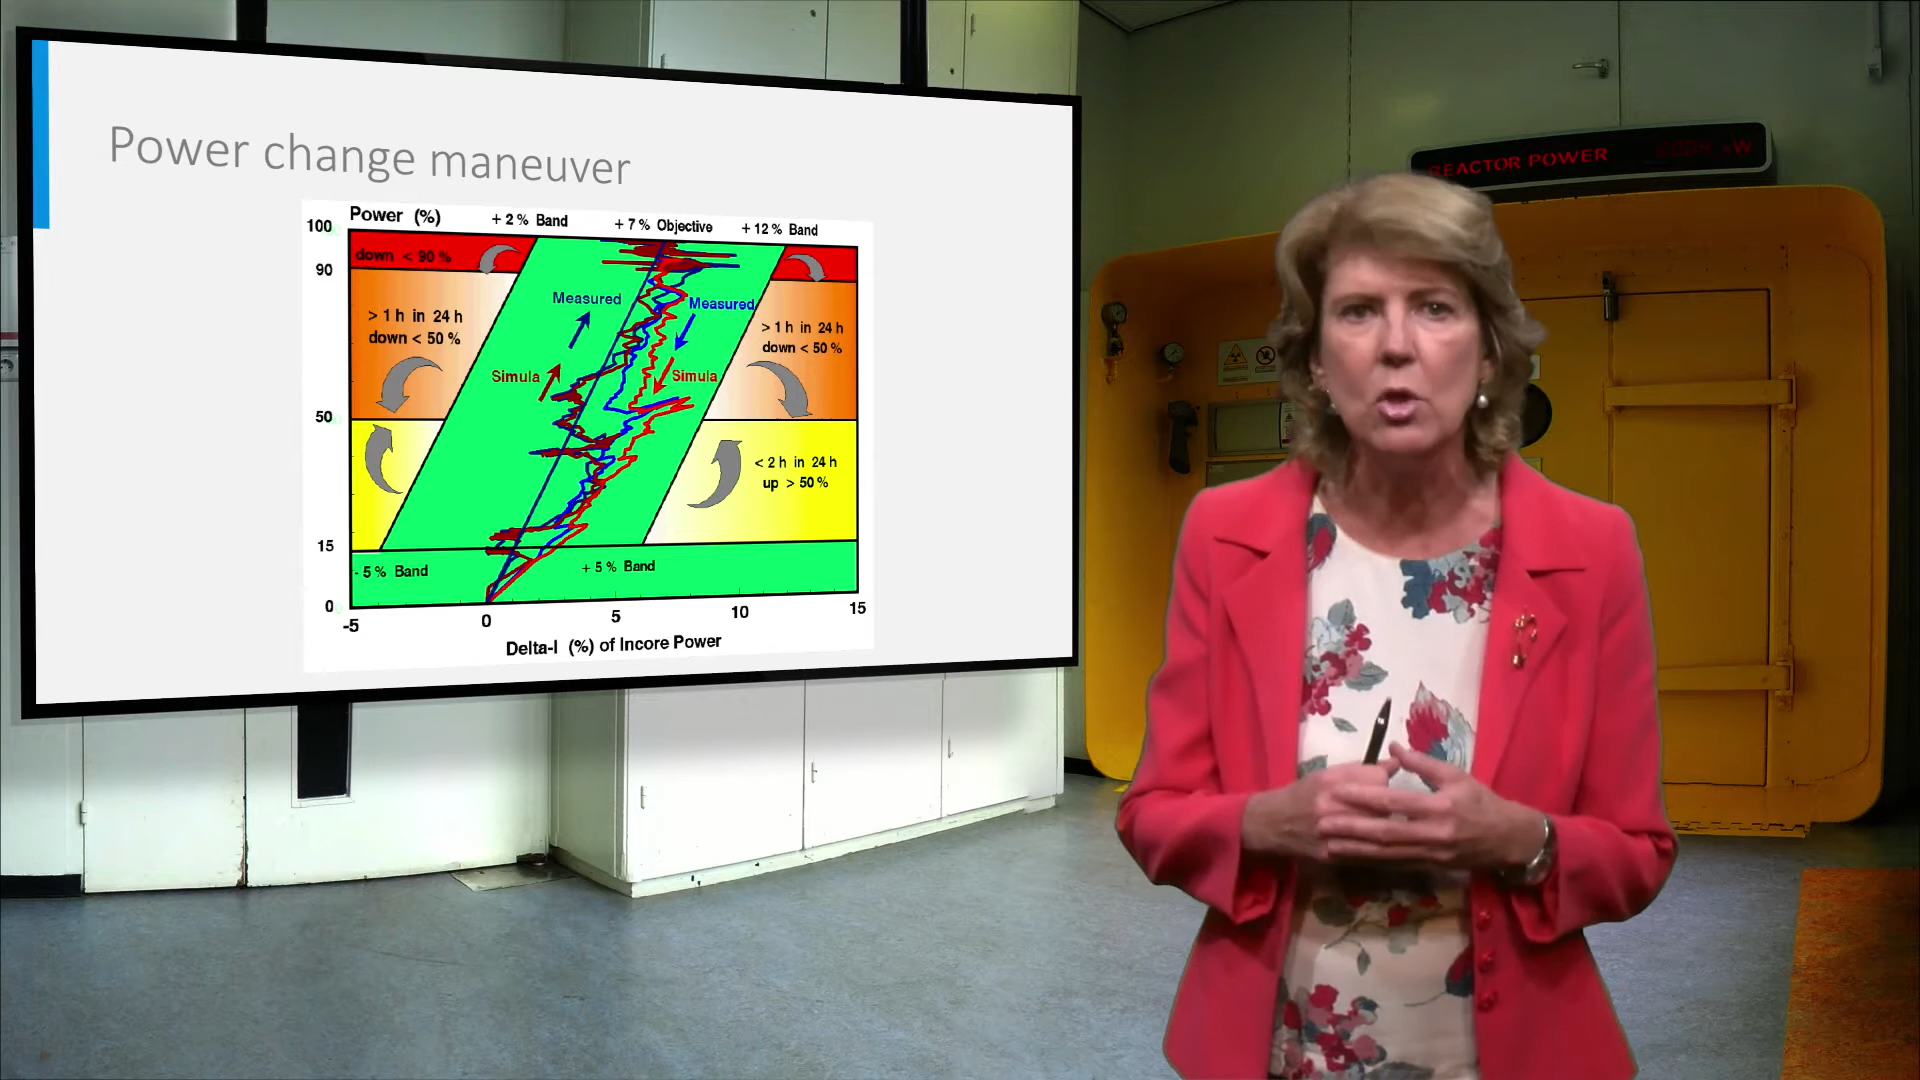 Power change maneuver
Power (%)
+ 2 % Band
+ 7 % Objective
+ 12 % Band
100
down < 90 %
90
Measured
Measured
> 1 h in 24 h
down < 50 %
> 1 h in 24 h
down < 50 %
Simula
Simula
50
< 2 h in 24 h
up > 50 %
15
- 5 % Band
+ 5 % Band
0
-5
0
5
10
15
Delta-I (%) of Incore Power
REACTOR POWER